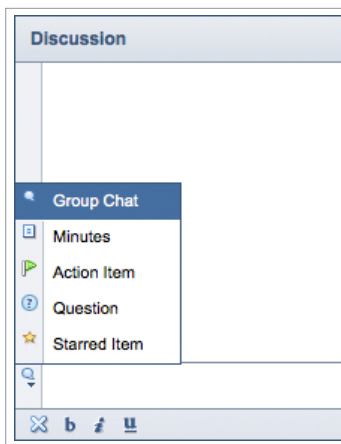 Discussion
Group Chat
Minutes
Action Item
Question
Starred Item
b i u